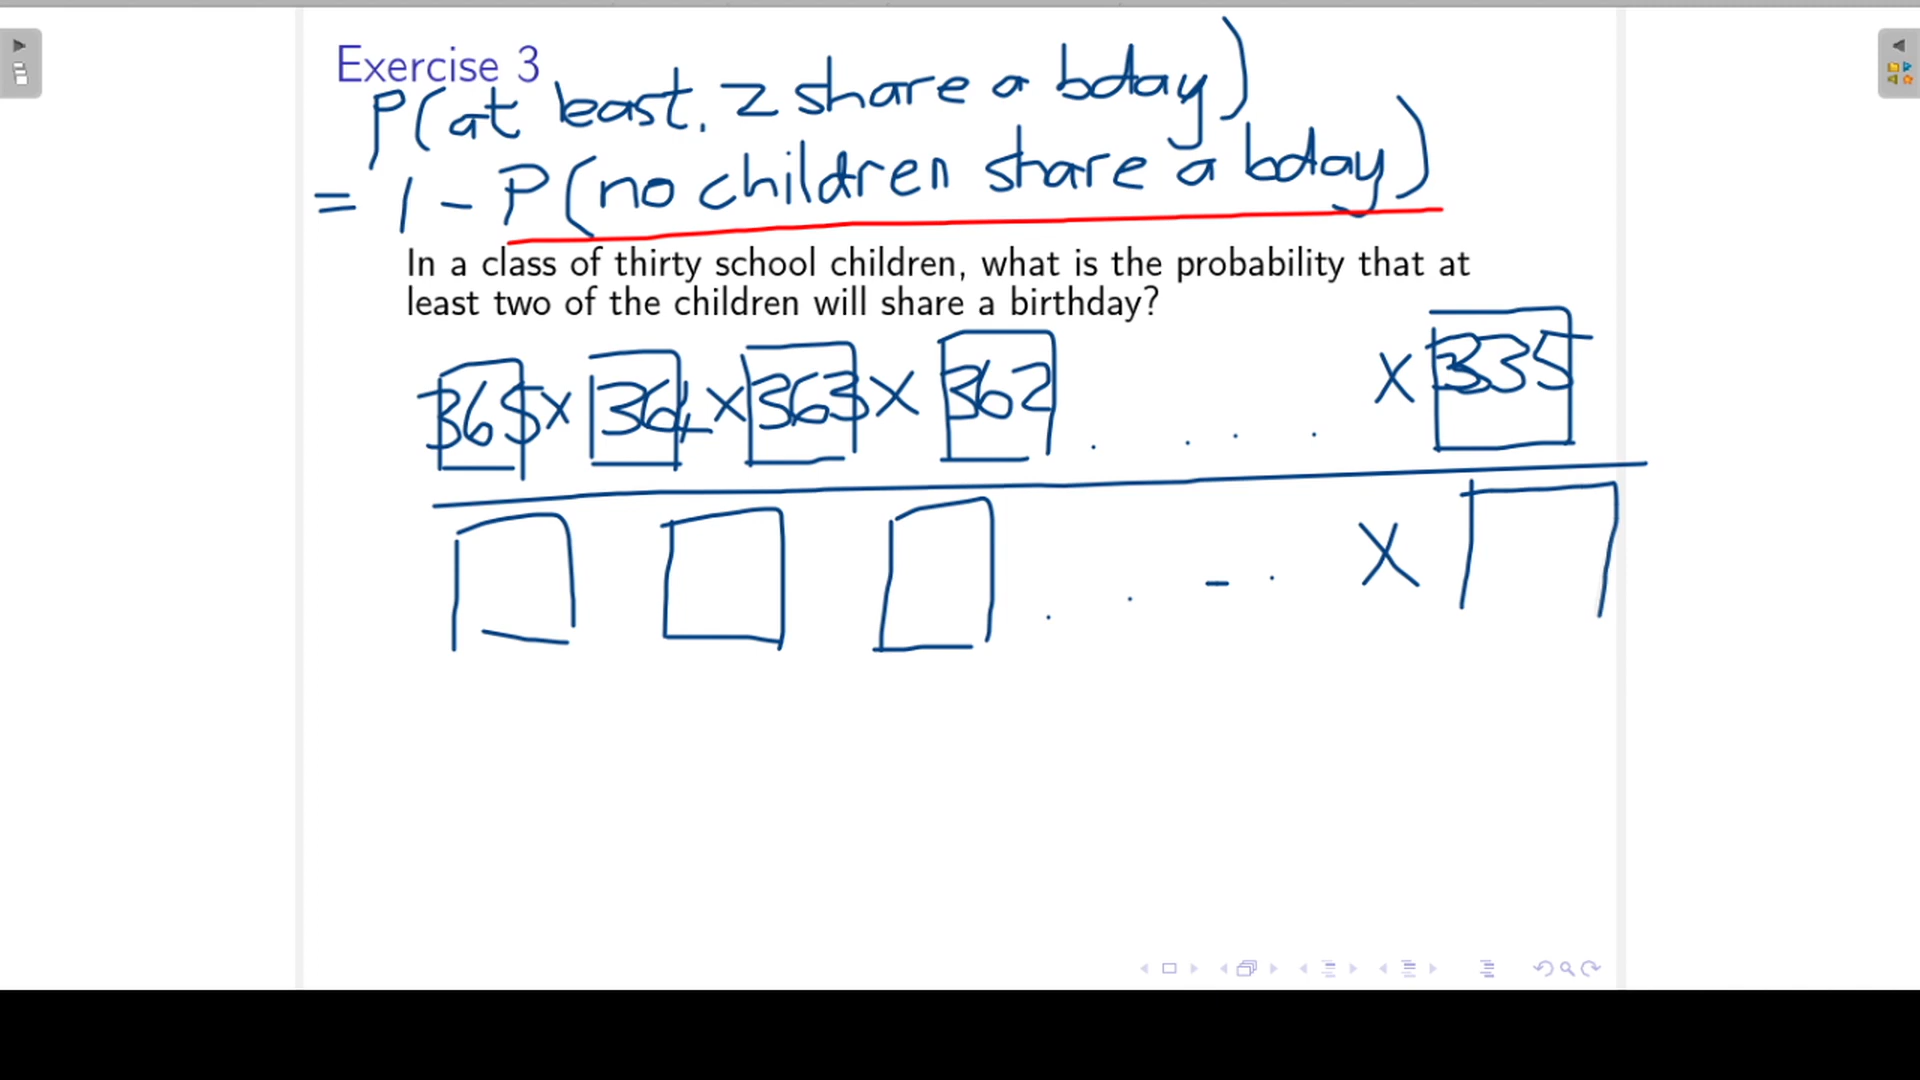 Exercise 3
P(at least. 2 share a bday)
= 1 - P(no children share a bday)
In a class of thirty school children, what is the probability that at
least two of the children will share a birthday?
365 x 364 x 363 x 362 . . . . x 335
. . - . x